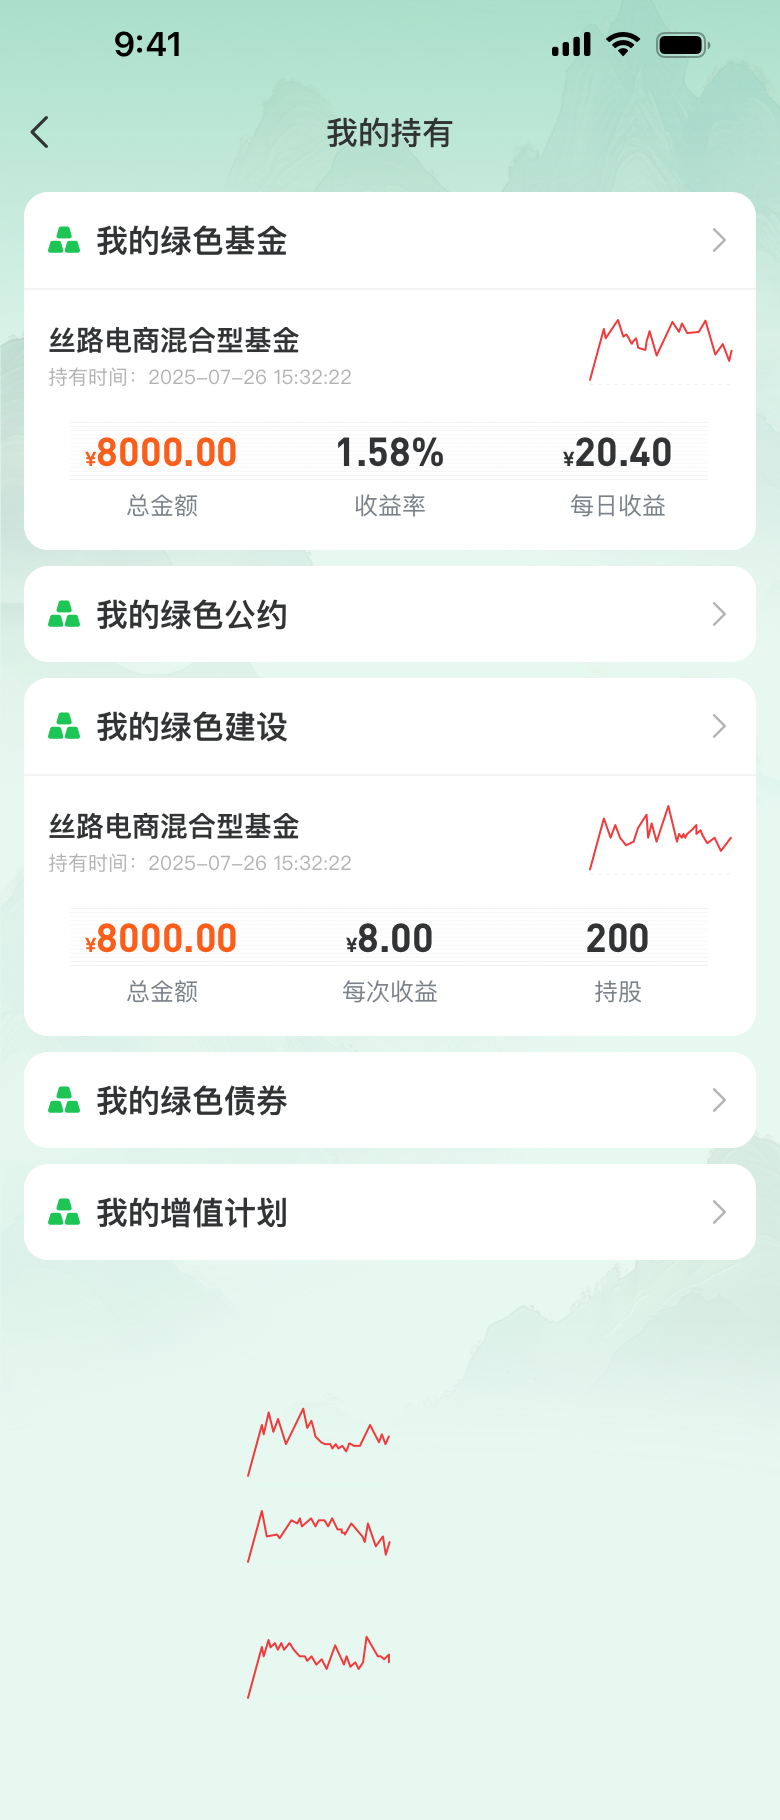 9:41
我的持有
我的绿色基金
丝路电商混合型基金
持有时间：2025-07-26 15:32:22
¥8000.00 1.58% ¥20.40
总金额 收益率 每日收益
我的绿色公约
我的绿色建设
丝路电商混合型基金
持有时间：2025-07-26 15:32:22
¥8000.00 ¥8.00 200
总金额 每次收益 持股
我的绿色债券
我的增值计划